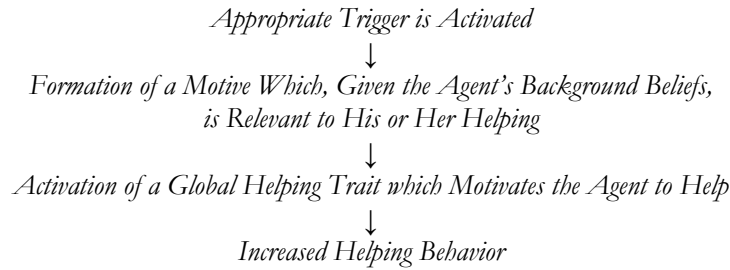 Appropriate Trigger is Activated
↓
Formation of a Motive Which, Given the Agent's Background Beliefs,
is Relevant to His or Her Helping
↓
Activation of a Global Helping Trait which Motivates the Agent to Help
↓
Increased Helping Behavior